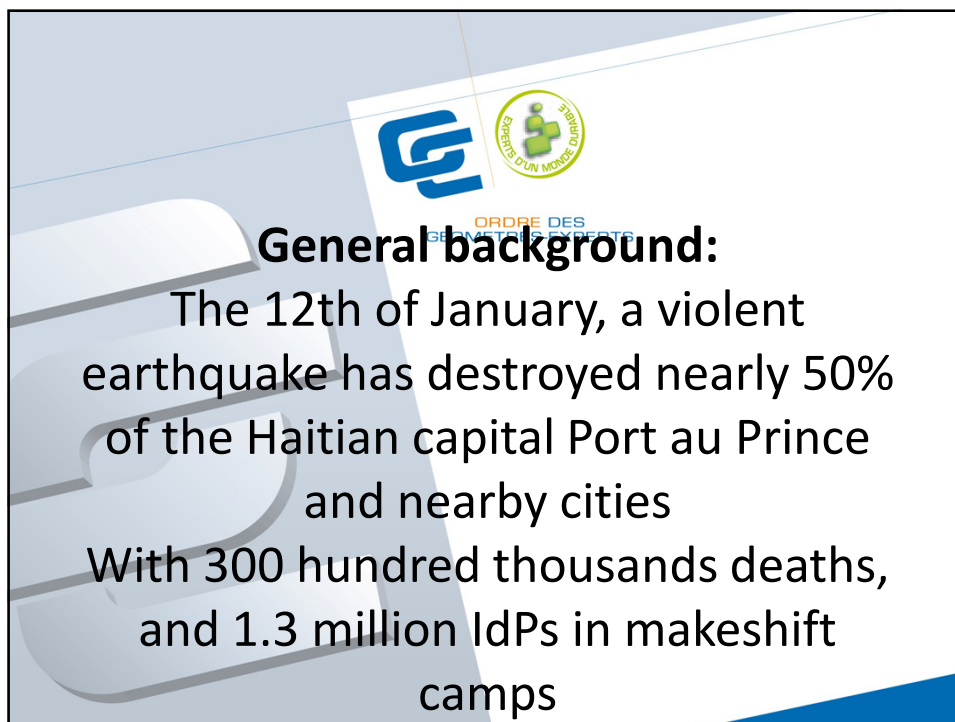 EXPERTS D'UN MONDE DURABLE
ORDRE DES
GEOMETRES-EXPERTS
General background:
The 12th of January, a violent
earthquake has destroyed nearly 50%
of the Haitian capital Port au Prince
and nearby cities
With 300 hundred thousands deaths,
and 1.3 million IdPs in makeshift
camps